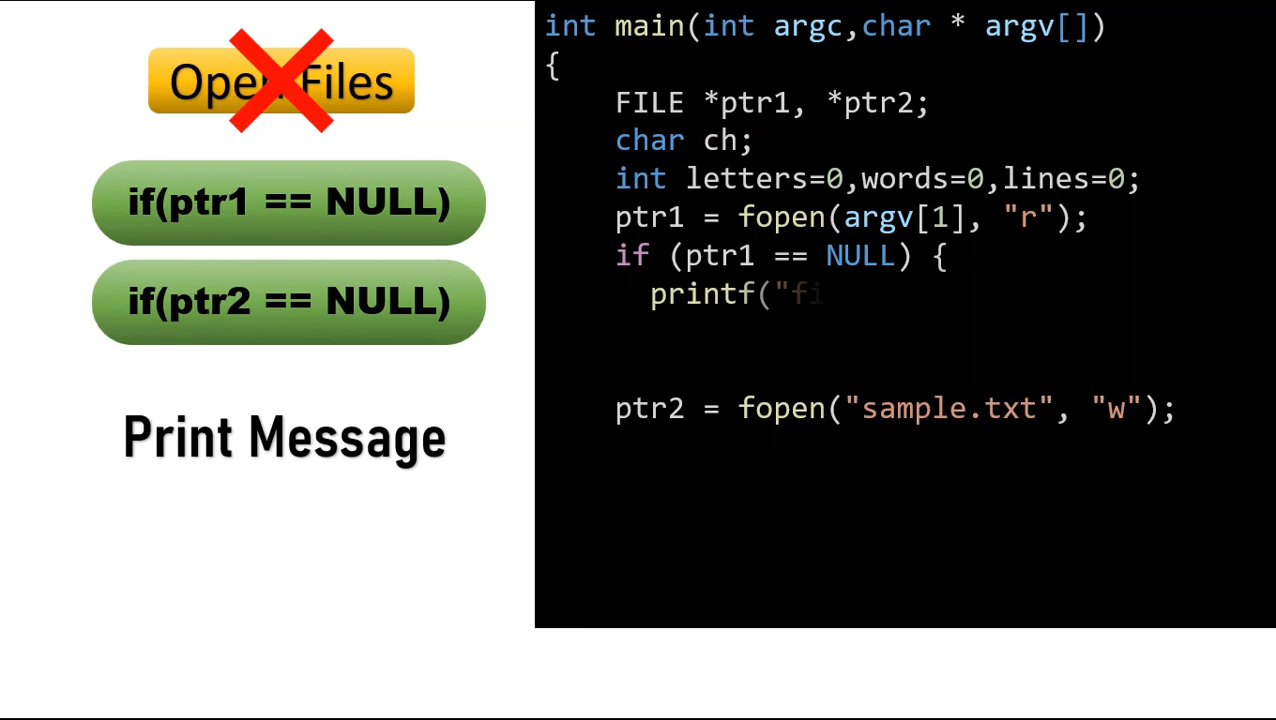 Open Files
if(ptr1 == NULL)
if(ptr2 == NULL)
Print Message
int main(int argc,char * argv[])
{
FILE *ptr1, *ptr2;
char ch;
int letters=0,words=0,lines=0;
ptr1 = fopen(argv[1], "r");
if (ptr1 == NULL) {
printf("fi
ptr2 = fopen("sample.txt", "w");